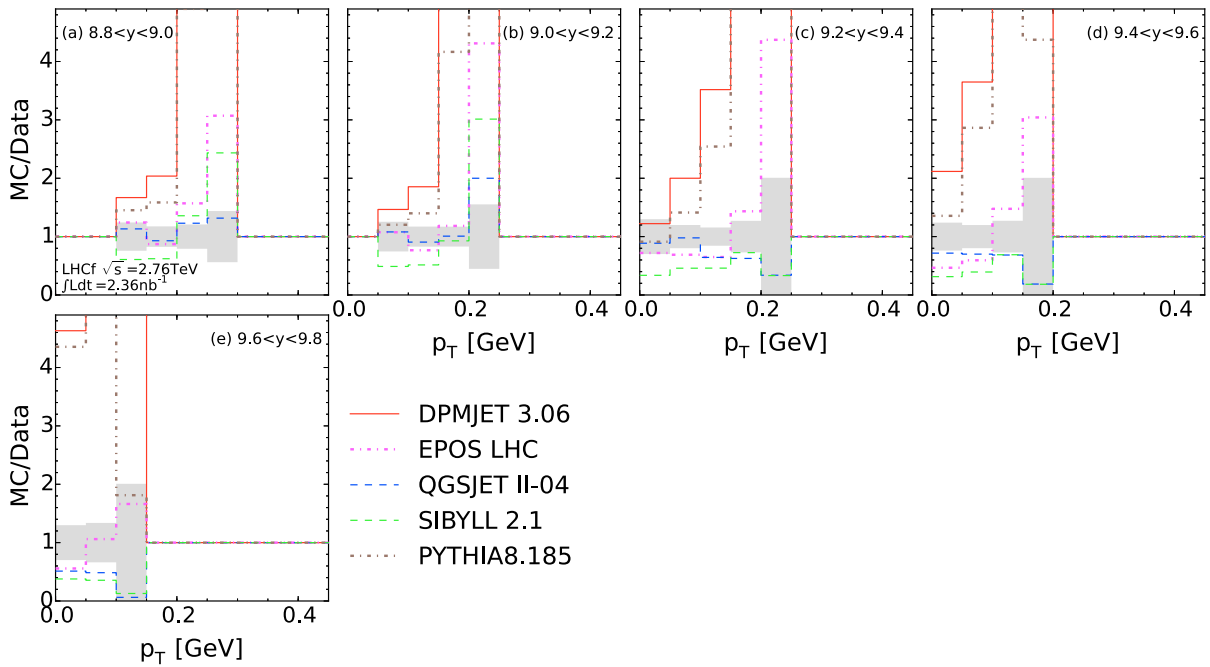 (a) 8.8<y<9.0
(b) 9.0<y<9.2
(c) 9.2<y<9.4
(d) 9.4<y<9.6
MC/Data
4
3
2
1
0
LHCf √s =2.76TeV
∫Ldt=2.36nb⁻¹
0.0 0.2 0.4
0.0 0.2 0.4
0.0 0.2 0.4
p_T [GeV]
p_T [GeV]
p_T [GeV]
(e) 9.6<y<9.8
MC/Data
4
3
2
1
0
0.0 0.2 0.4
p_T [GeV]
DPMJET 3.06
EPOS LHC
QGSJET II-04
SIBYLL 2.1
PYTHIA8.185